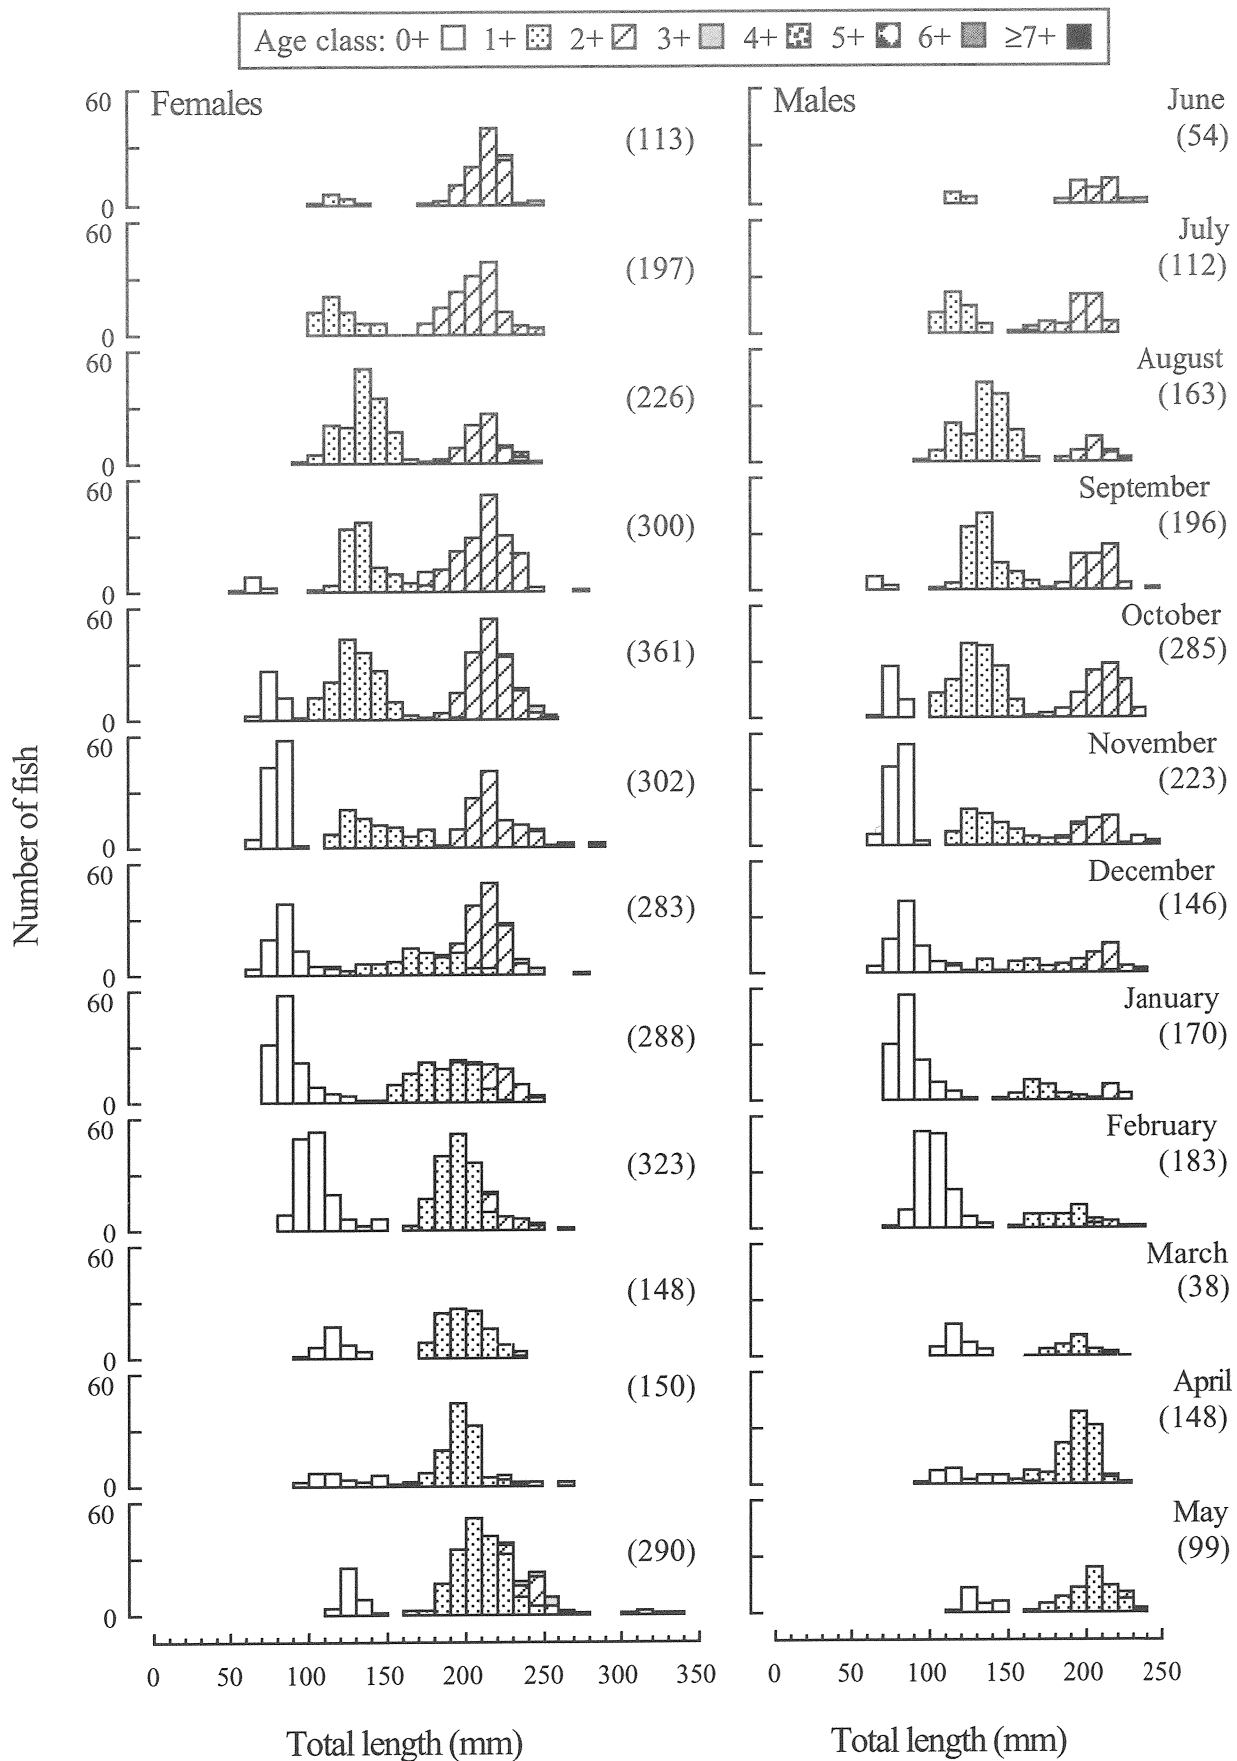 Age class: 0+ 1+ 2+ 3+ 4+ 5+ 6+ ≥7+
60 Females Males June
(113) (54)
0
60 July
(197) (112)
0
60 August
(226) (163)
0
60 September
(300) (196)
0
60 October
(361) (285)
0
60 November
(302) (223)
0
60 December
(283) (146)
0
60 January
(288) (170)
0
60 February
(323) (183)
0
60 March
(148) (38)
0
60 April
(150) (148)
0
60 May
(290) (99)
0
Number of fish
0 50 100 150 200 250 300 350 0 50 100 150 200 250
Total length (mm) Total length (mm)